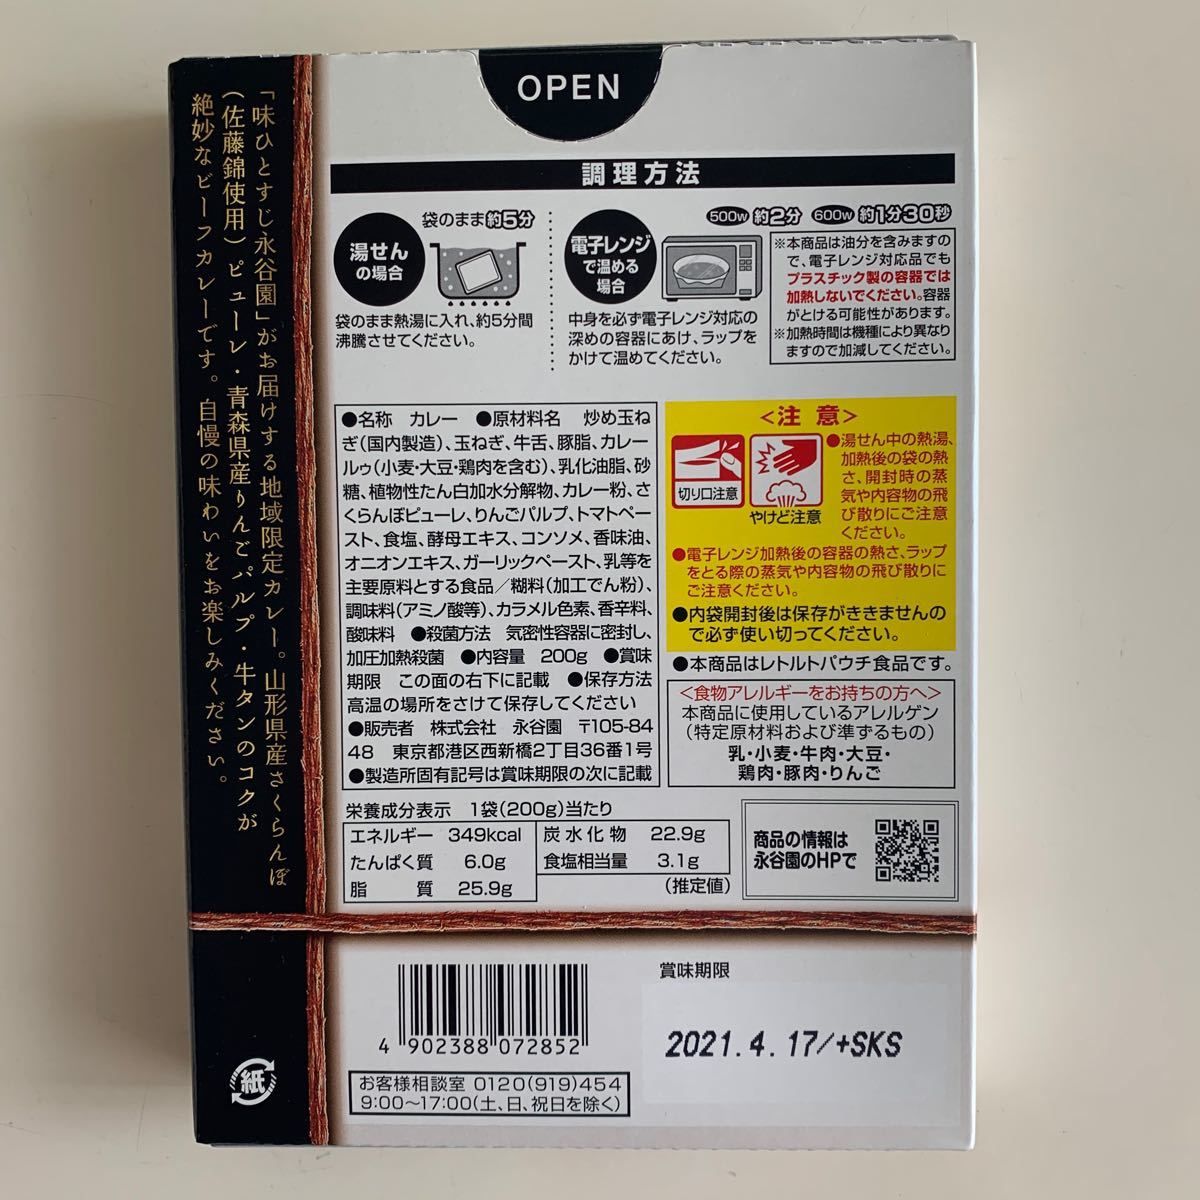 OPEN
「味ひとすじ永谷園」がお届けする地域限定カレー。山形県産さくらんぼ
(佐藤錦使用)ピューレ・青森県産りんごパルプ・牛タンのコクが
絶妙なビーフカレーです。自慢の味わいをお楽しみください。
調理方法
湯せん
の場合
袋のまま約5分
袋のまま熱湯に入れ、約5分間
沸騰させてください。
電子レンジ
で温める
場合
500w 約2分 600w 約1分30秒
中身を必ず電子レンジ対応の
深めの容器にあけ、ラップを
かけて温めてください。
※本商品は油分を含みますの
で、電子レンジ対応品でも
プラスチック製の容器では
加熱しないでください。容器
がとける可能性があります。
※加熱時間は機種により異なり
ますので加減してください。
●名称 カレー ●原材料名 炒め玉ね
ぎ(国内製造)、玉ねぎ、牛舌、豚脂、カレー
ルゥ(小麦・大豆・鶏肉を含む)、乳化油脂、砂
糖、植物性たん白加水分解物、カレー粉、さ
くらんぼピューレ、りんごパルプ、トマトペー
スト、食塩、酵母エキス、コンソメ、香味油、
オニオンエキス、ガーリックペースト、乳等を
主要原料とする食品/糊料(加工でん粉)、
調味料(アミノ酸等)、カラメル色素、香辛料、
酸味料 ●殺菌方法 気密性容器に密封し、
加圧加熱殺菌 ●内容量 200g ●賞味
期限 この面の右下に記載 ●保存方法
高温の場所をさけて保存してください
●販売者 株式会社 永谷園 〒105-84
48 東京都港区西新橋2丁目36番1号
●製造所固有記号は賞味期限の次に記載
<注意>
切り口注意
やけど注意
●湯せん中の熱湯、
加熱後の袋の熱
さ、開封時の蒸
気や内容物の飛
び散りにご注意
ください。
●電子レンジ加熱後の容器の熱さ、ラップ
をとる際の蒸気や内容物の飛び散りに
ご注意ください。
●内袋開封後は保存がききませんの
で必ず使い切ってください。
●本商品はレトルトパウチ食品です。
<食物アレルギーをお持ちの方へ>
本商品に使用しているアレルゲン
(特定原材料および準ずるもの)
乳・小麦・牛肉・大豆・
鶏肉・豚肉・りんご
栄養成分表示 1袋(200g)当たり
エネルギー 349kcal
たんぱく質 6.0g
脂質 25.9g
炭水化物 22.9g
食塩相当量 3.1g
(推定値)
商品の情報は
永谷園のHPで
4 902388 072852
お客様相談室 0120(919)454
9:00〜17:00(土、日、祝日を除く)
賞味期限
2021.4.17/+SKS
紙